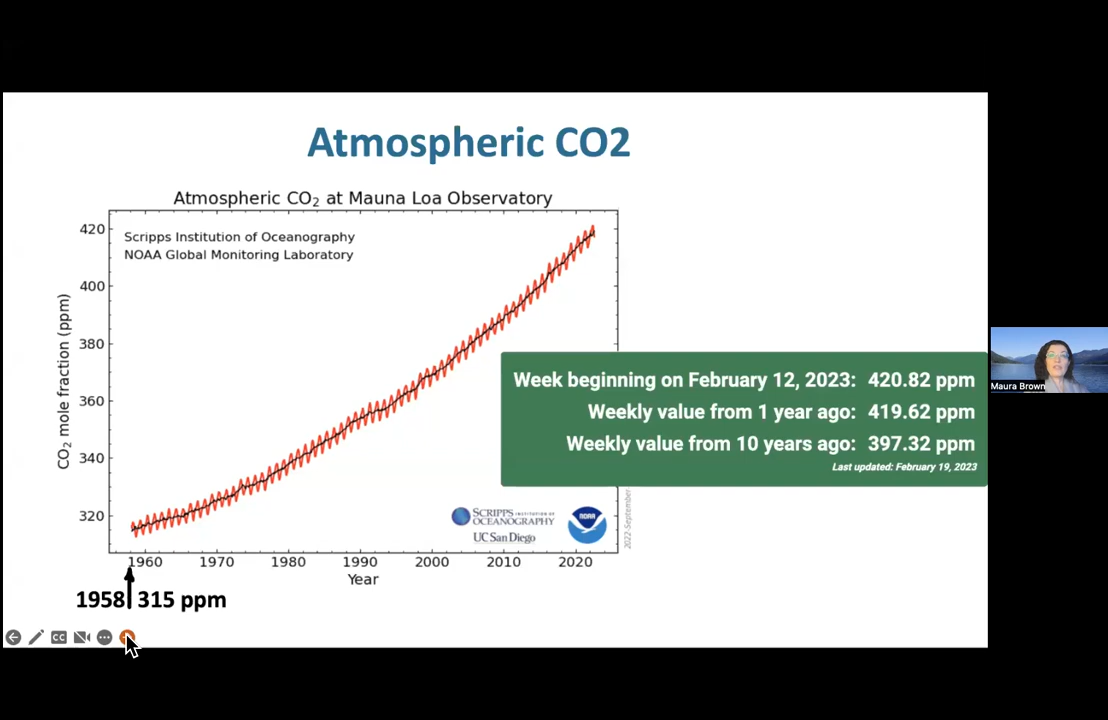 Atmospheric CO2
Atmospheric CO₂ at Mauna Loa Observatory
Scripps Institution of Oceanography
NOAA Global Monitoring Laboratory
CO₂ mole fraction (ppm)
420
400
380
360
340
320
Week beginning on February 12, 2023: 420.82 ppm
Weekly value from 1 year ago: 419.62 ppm
Weekly value from 10 years ago: 397.32 ppm
Last updated: February 19, 2023
Maura Brown
SCRIPPS INSTITUTION OF
OCEANOGRAPHY
UC San Diego
NOAA
2022-September
1960 1970 1980 1990 2000 2010 2020
Year
1958 315 ppm
CC